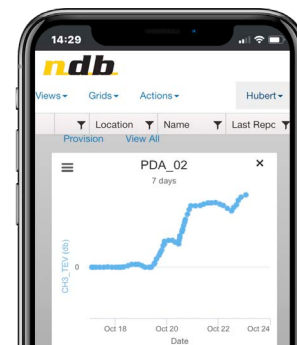 14:29
ndb
Views Grids Actions Hubert
Location Name Last Repc
Provision View All
PDA_02
7 days
CH3_TEV (db)
0
Oct 18 Oct 20 Oct 22 Oct 24
Date